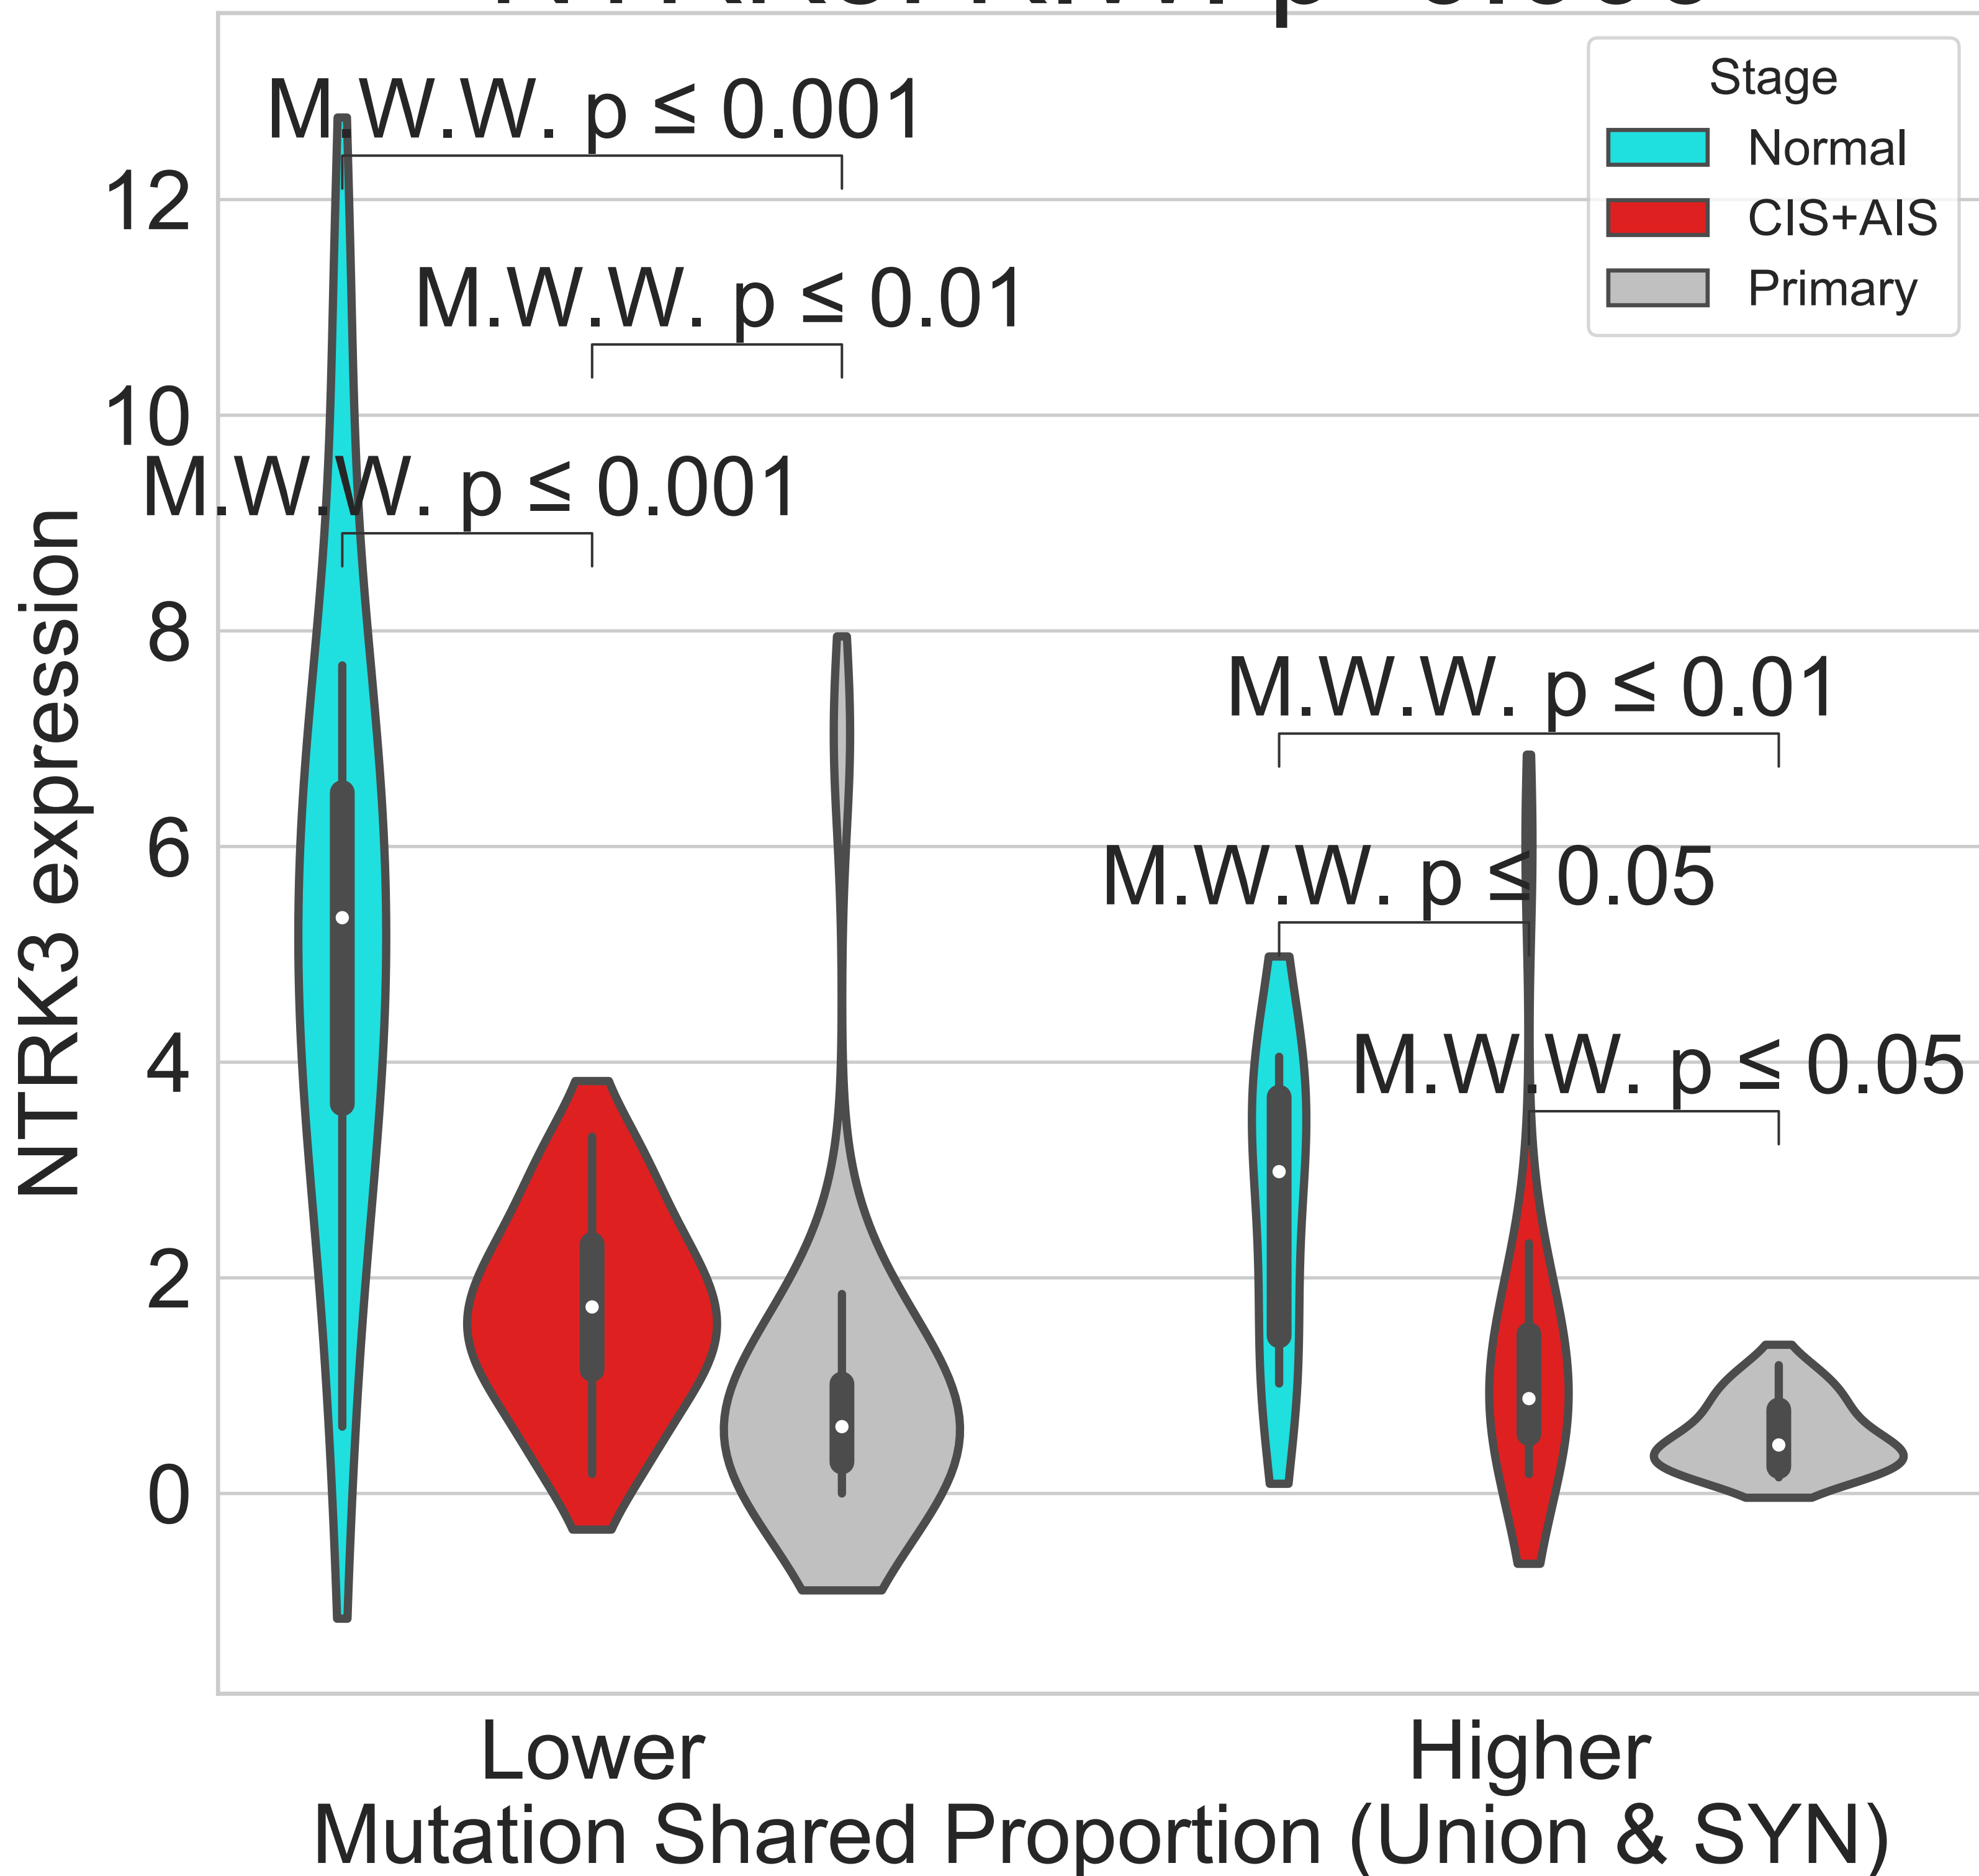 Stage
Normal
CIS+AIS
Primary
M.W.W. p ≤ 0.001
M.W.W. p ≤ 0.01
M.W.W. p ≤ 0.001
M.W.W. p ≤ 0.01
M.W.W. p ≤ 0.05
M.W.W. p ≤ 0.05
12
10
8
6
4
2
0
NTRK3 expression
Lower
Higher
Mutation Shared Proportion (Union & SYN)